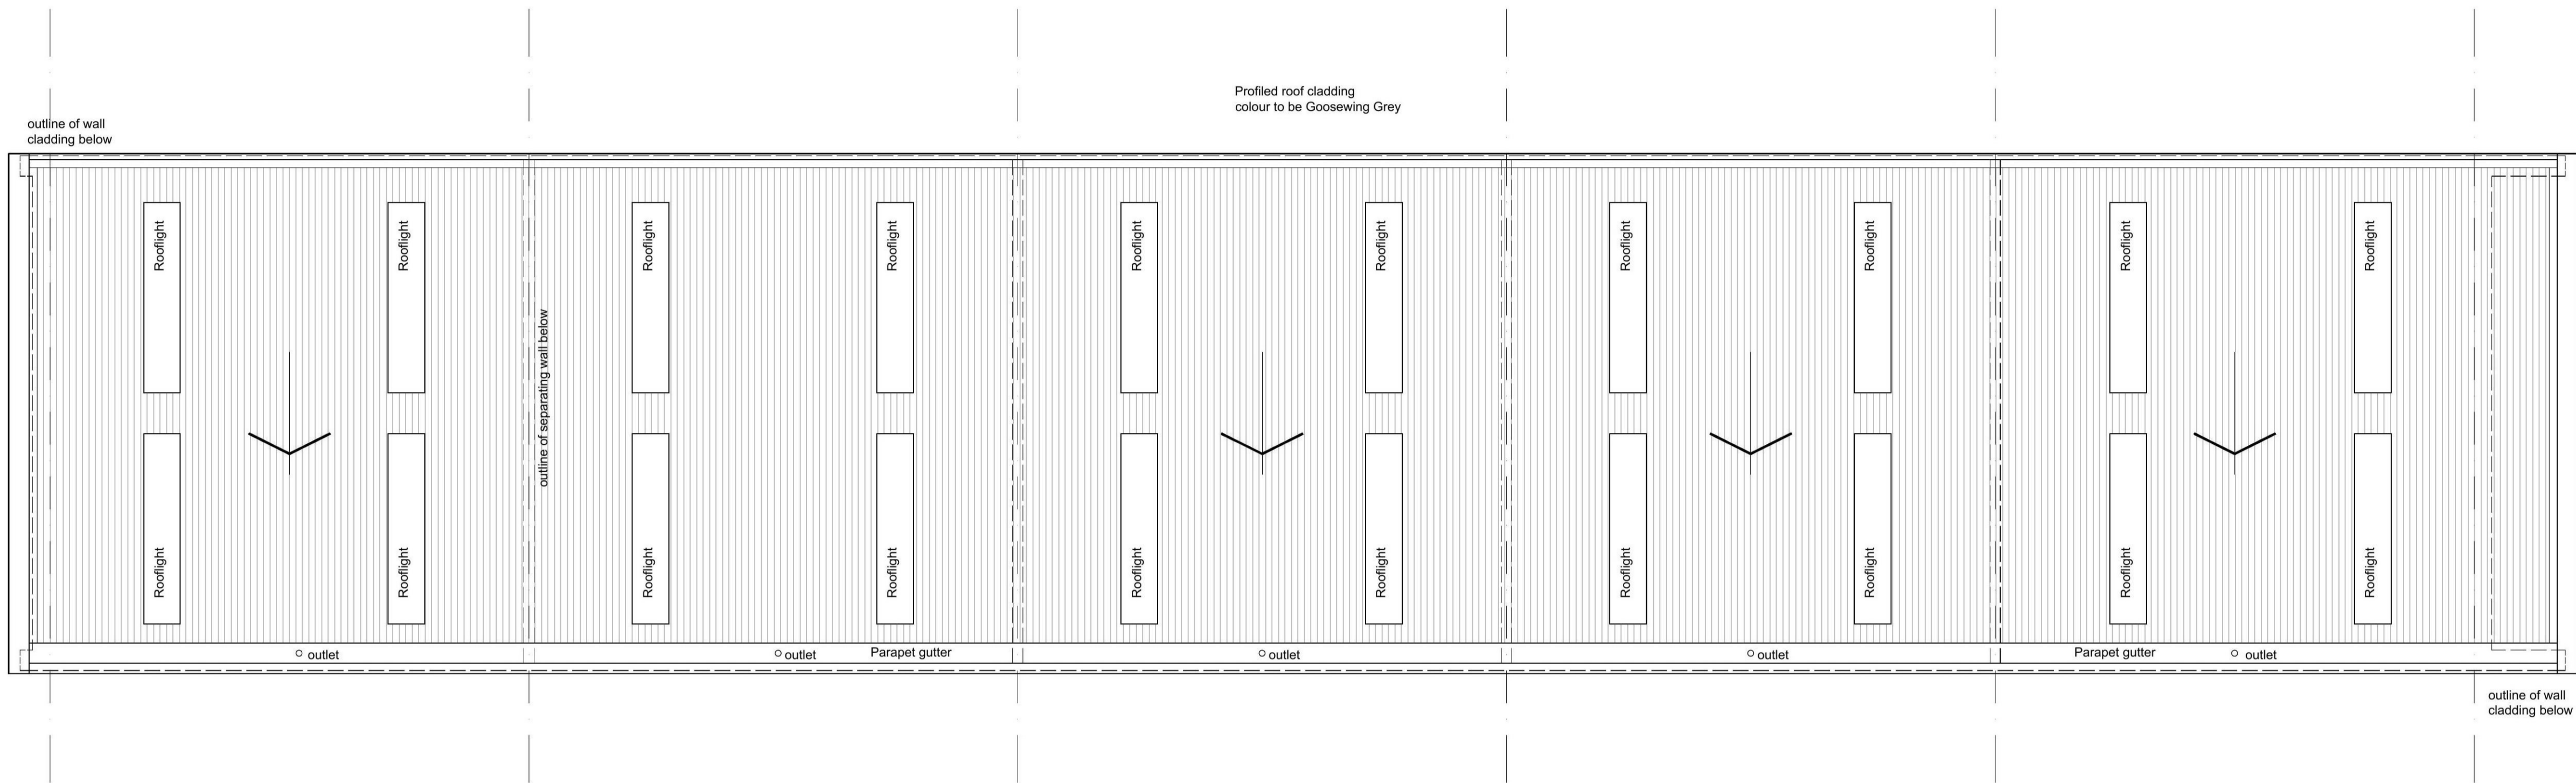 Profiled roof cladding
colour to be Goosewing Grey
outline of wall
cladding below
Rooflight
Rooflight
Rooflight
Rooflight
Rooflight
Rooflight
Rooflight
Rooflight
Rooflight
Rooflight
outline of separating wall below
Rooflight
Rooflight
Rooflight
Rooflight
Rooflight
Rooflight
Rooflight
Rooflight
Rooflight
Rooflight
outlet
outlet
Parapet gutter
outlet
outlet
Parapet gutter
outlet
outline of wall
cladding below